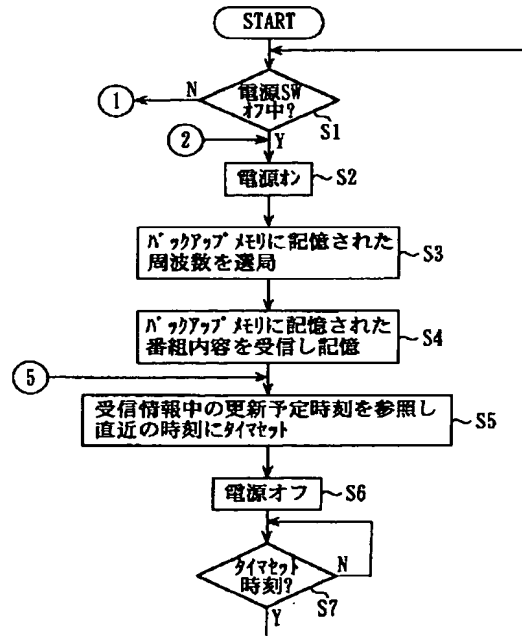 START
電源SW
オフ中?
N
S1
1
2
Y
電源オン
S2
バックアップメモリに記憶された
周波数を選局
S3
バックアップメモリに記憶された
番組内容を受信し記憶
S4
5
受信情報中の更新予定時刻を参照し
直近の時刻にタイマセット
S5
電源オフ
S6
タイマセット
時刻?
N
S7
Y